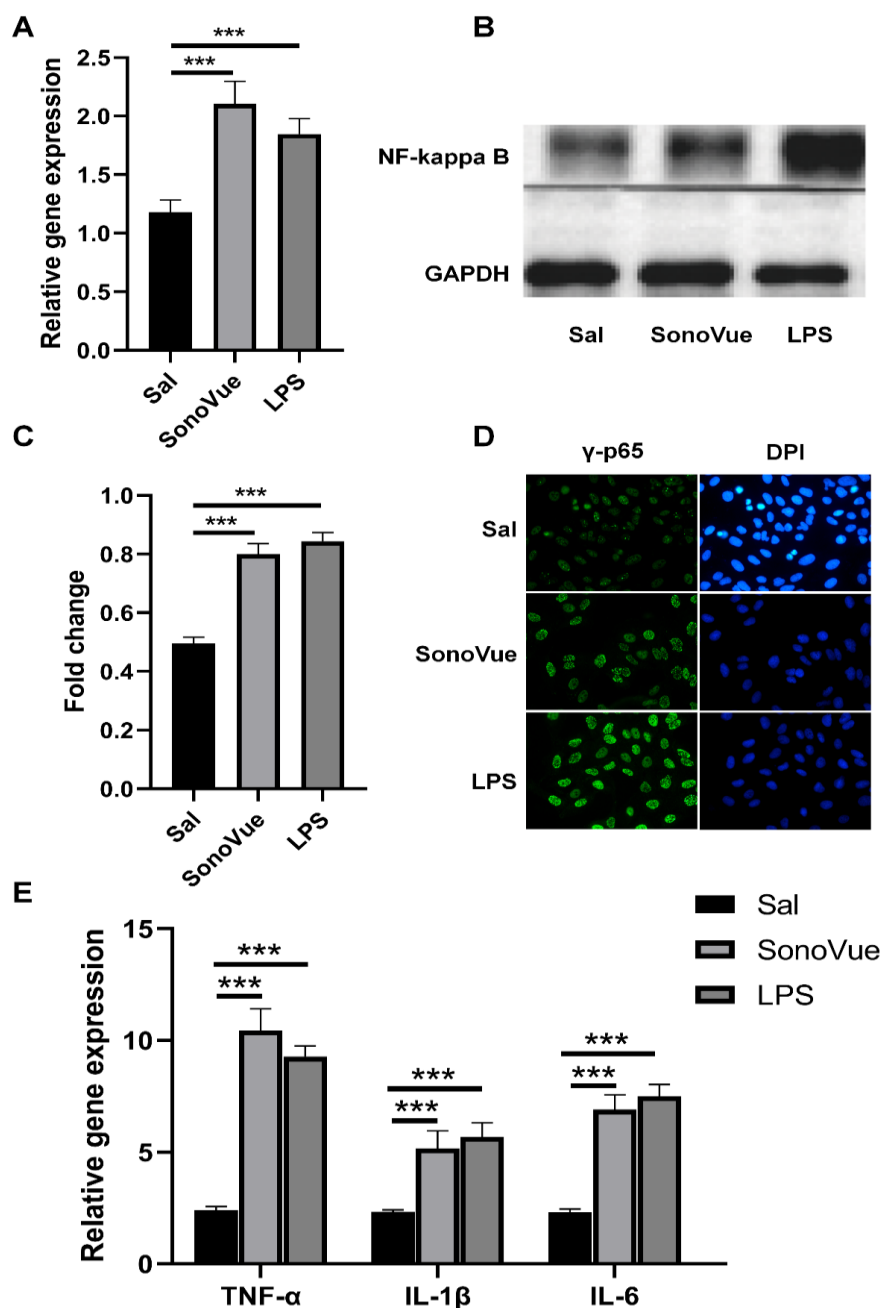 A
Relative gene expression
2.5
2.0
1.5
1.0
0.5
0.0
***
***
Sal
SonoVue
LPS
B
NF-kappa B
GAPDH
Sal SonoVue LPS
C
Fold change
1.0
0.8
0.6
0.4
0.2
0.0
***
***
Sal
SonoVue
LPS
D
γ-p65 DPI
Sal
SonoVue
LPS
E
Relative gene expression
15
10
5
0
***
***
***
***
***
***
TNF-α IL-1β IL-6
Sal
SonoVue
LPS